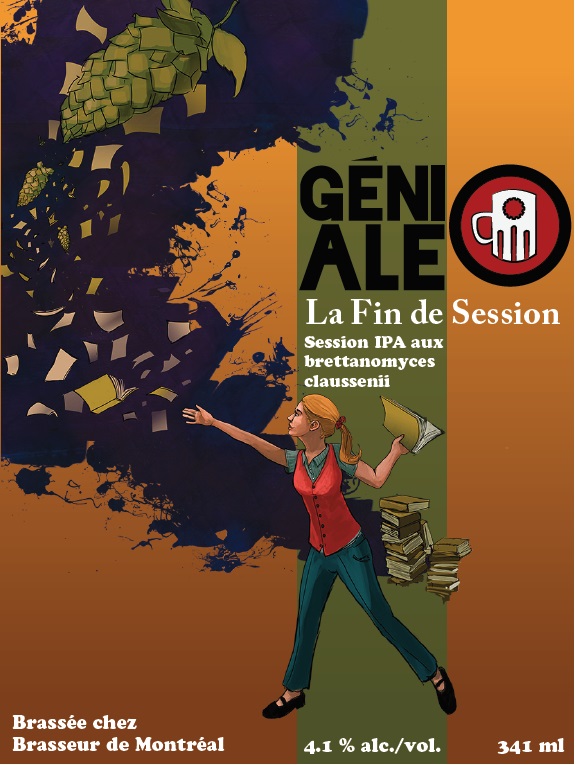 GÉNI
ALE
La Fin de Session
Session IPA aux
brettanomyces
claussenii
Brassée chez
Brasseur de Montréal
4.1 % alc./vol.
341 ml